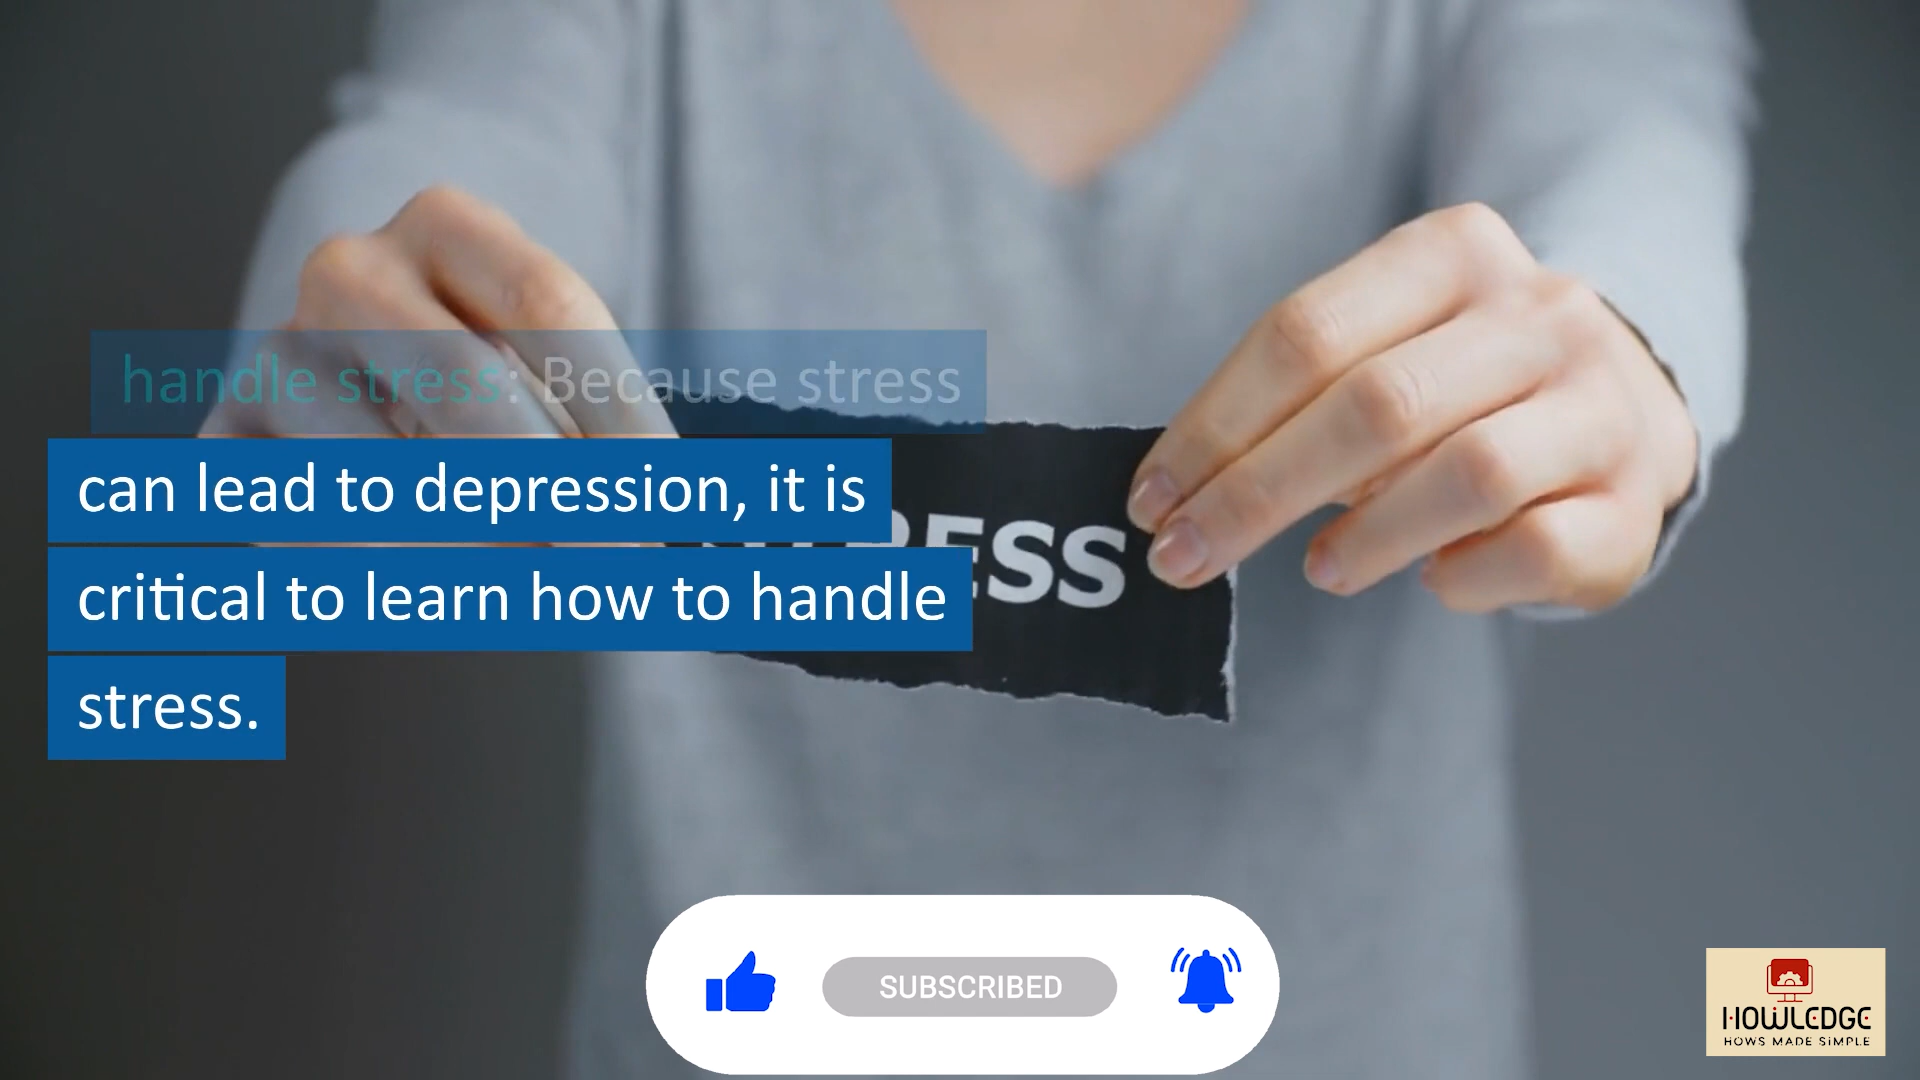 handle stress: Because stress
can lead to depression, it is
critical to learn how to handle
stress.
RESS
SUBSCRIBED
HOWLEDGE
HOWS MADE SiMPLE